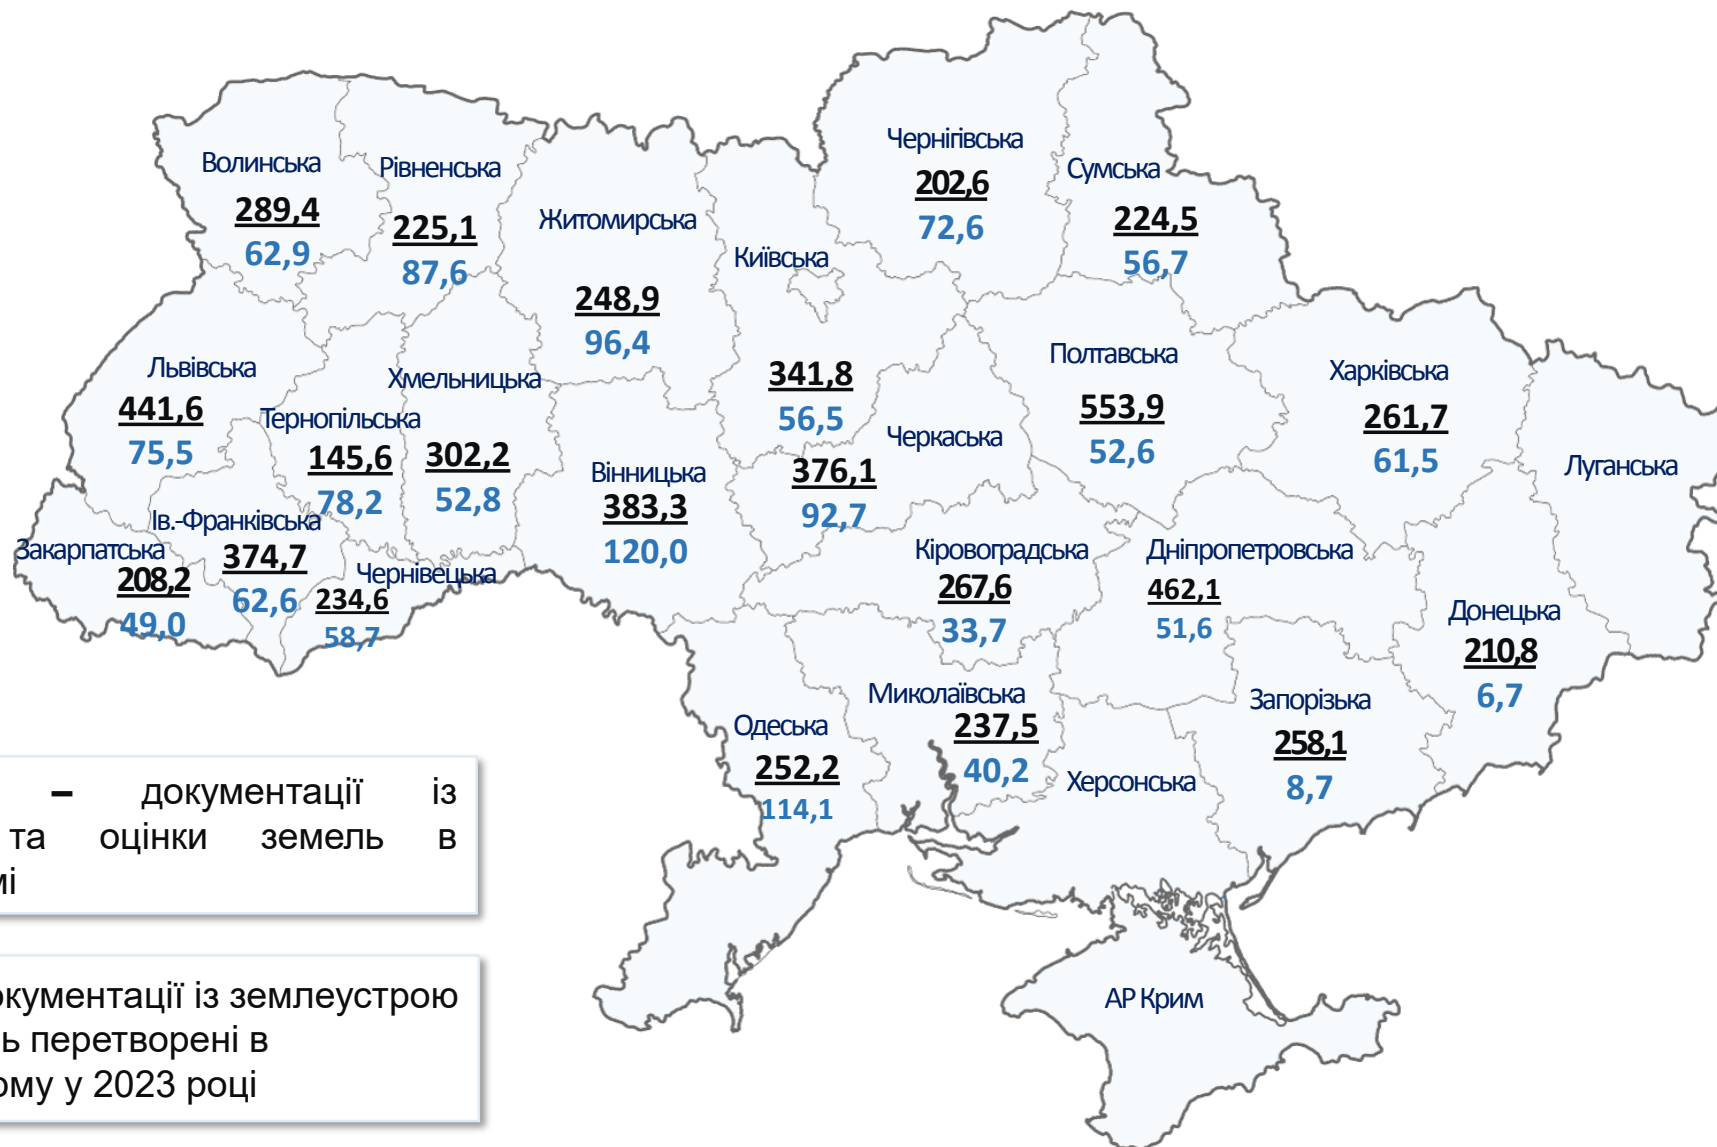 Волинська
289,4
62,9
Рівненська
225,1
87,6
Житомирська
248,9
96,4
Київська
341,8
56,5
Чернігівська
202,6
72,6
Сумська
224,5
56,7
Львівська
441,6
75,5
Тернопільська
145,6
78,2
Хмельницька
302,2
52,8
Вінницька
383,3
120,0
Черкаська
376,1
92,7
Полтавська
553,9
52,6
Харківська
261,7
61,5
Луганська
Закарпатська
208,2
49,0
Ів.-Франківська
374,7
62,6
Чернівецька
234,6
58,7
Кіровоградська
267,6
33,7
Дніпропетровська
462,1
51,6
Донецька
210,8
6,7
Одеська
252,2
114,1
Миколаївська
237,5
40,2
Херсонська
Запорізька
258,1
8,7
АР Крим
– документації із
та оцінки земель в
мі
окументації із землеустрою
ь перетворені в
ому у 2023 році